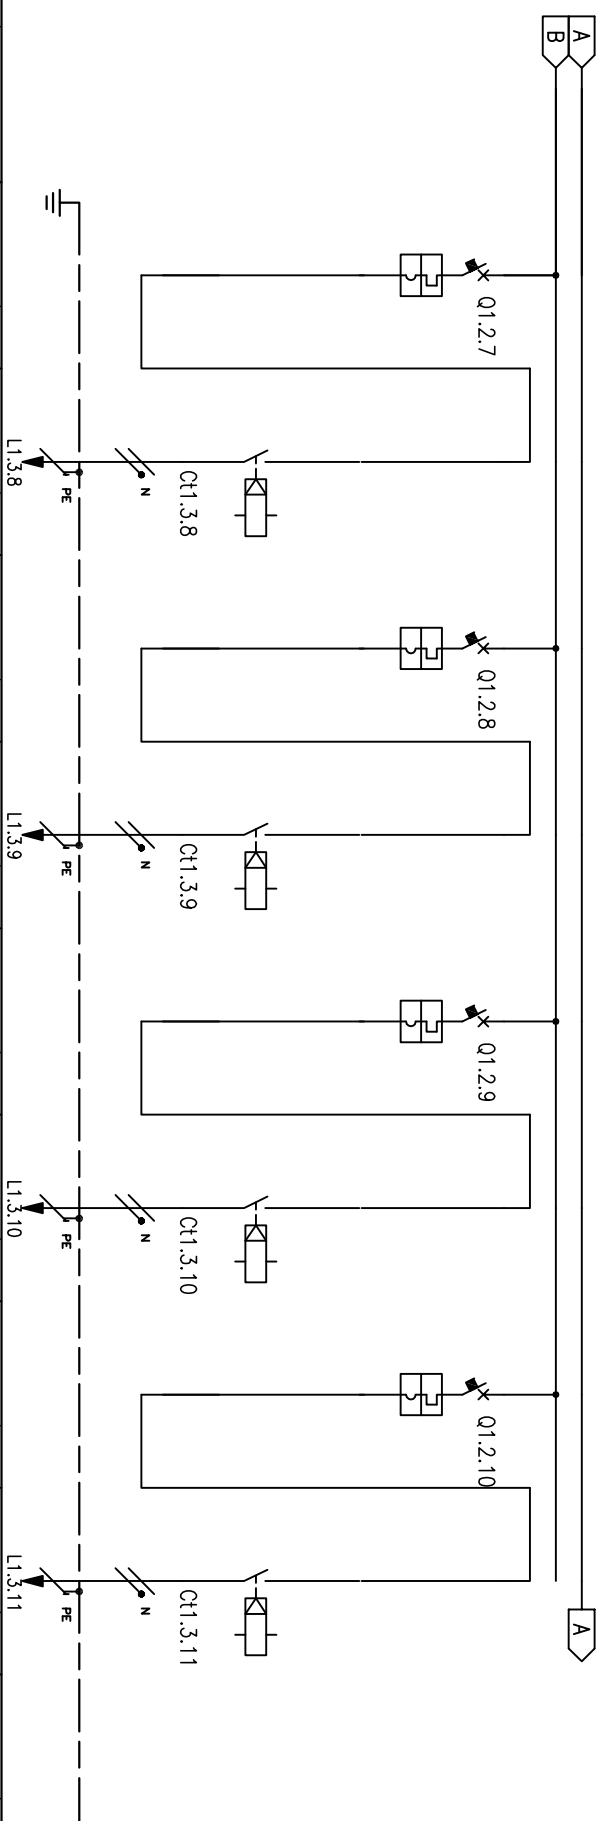 A
B
Q1.2.7
Ct1.3.8
N
PE
L1.3.8
Q1.2.8
Ct1.3.9
N
PE
L1.3.9
Q1.2.9
Ct1.3.10
N
PE
L1.3.10
Q1.2.10
Ct1.3.11
N
PE
L1.3.11
A